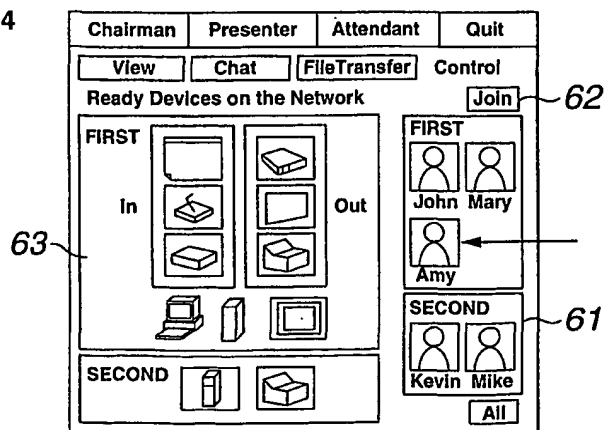 4
Chairman Presenter Attendant Quit
View Chat FileTransfer Control
Ready Devices on the Network Join 62
FIRST FIRST
John Mary
In Out
63
Amy
SECOND 61
Kevin Mike
SECOND
All